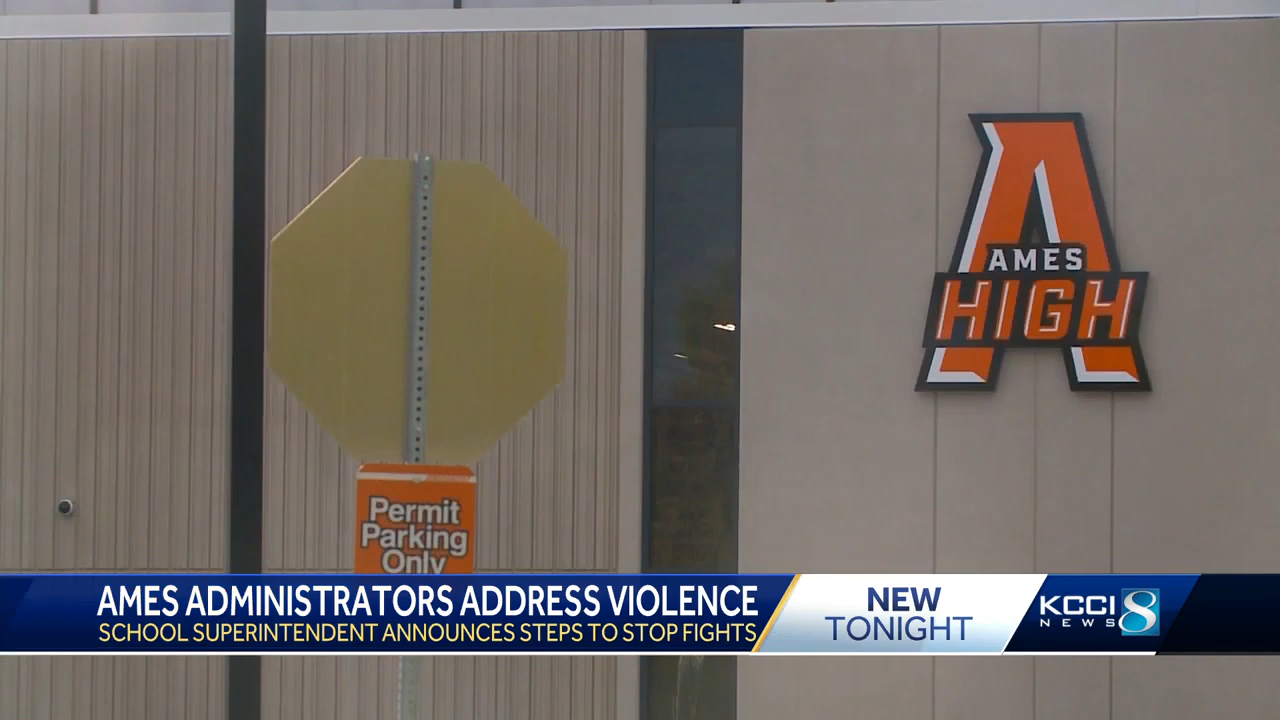 AMES
HIGH
Permit
Parking
Only
AMES ADMINISTRATORS ADDRESS VIOLENCE
SCHOOL SUPERINTENDENT ANNOUNCES STEPS TO STOP FIGHTS
NEW
TONIGHT
KCCI
NEWS
8